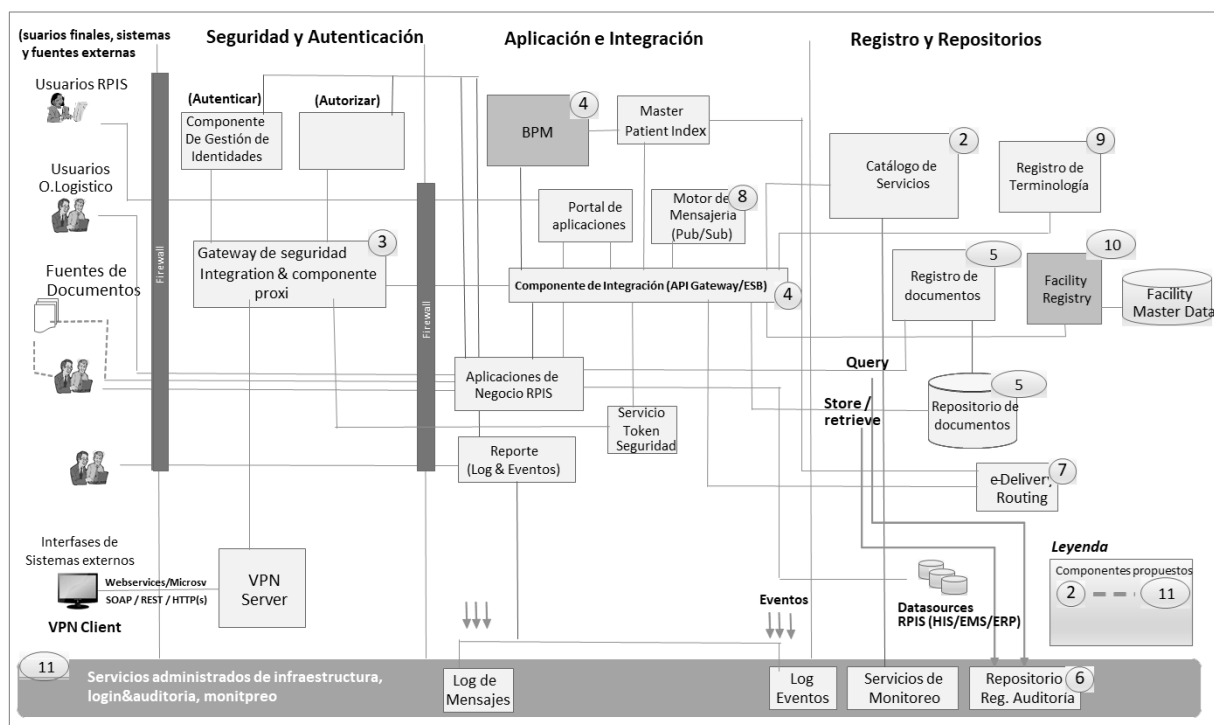 (suarios finales, sistemas
y fuentes externas
Seguridad y Autenticación
Aplicación e Integración
Registro y Repositorios
Usuarios RPIS
(Autenticar)
(Autorizar)
Componente
De Gestión de
Identidades
BPM
4
Master
Patient Index
Catálogo de
Servicios
2
Registro de
Terminología
9
Usuarios
O.Logistico
Portal de
aplicaciones
Motor de
Mensajeria
(Pub/Sub)
8
Firewall
Gateway de seguridad
Integration & componente
proxi
3
Firewall
Componente de Integración (API Gateway/ESB)
4
Registro de
documentos
5
Facility
Registry
10
Facility
Master Data
Fuentes de
Documentos
Aplicaciones de
Negocio RPIS
Query
Store /
retrieve
Repositorio de
documentos
5
Servicio
Token
Seguridad
Reporte
(Log & Eventos)
e-Delivery,
Routing
7
Interfases de
Sistemas externos
Webservices/Microsv
SOAP / REST / HTTP(s)
VPN Client
VPN
Server
Eventos
Datasources
RPIS (HIS/EMS/ERP)
Leyenda
Componentes propuestos
2
11
11
Servicios administrados de infraestructura,
login&auditoria, monitpreo
Log de
Mensajes
Log
Eventos
Servicios de
Monitoreo
Repositorio
Reg. Auditoría
6